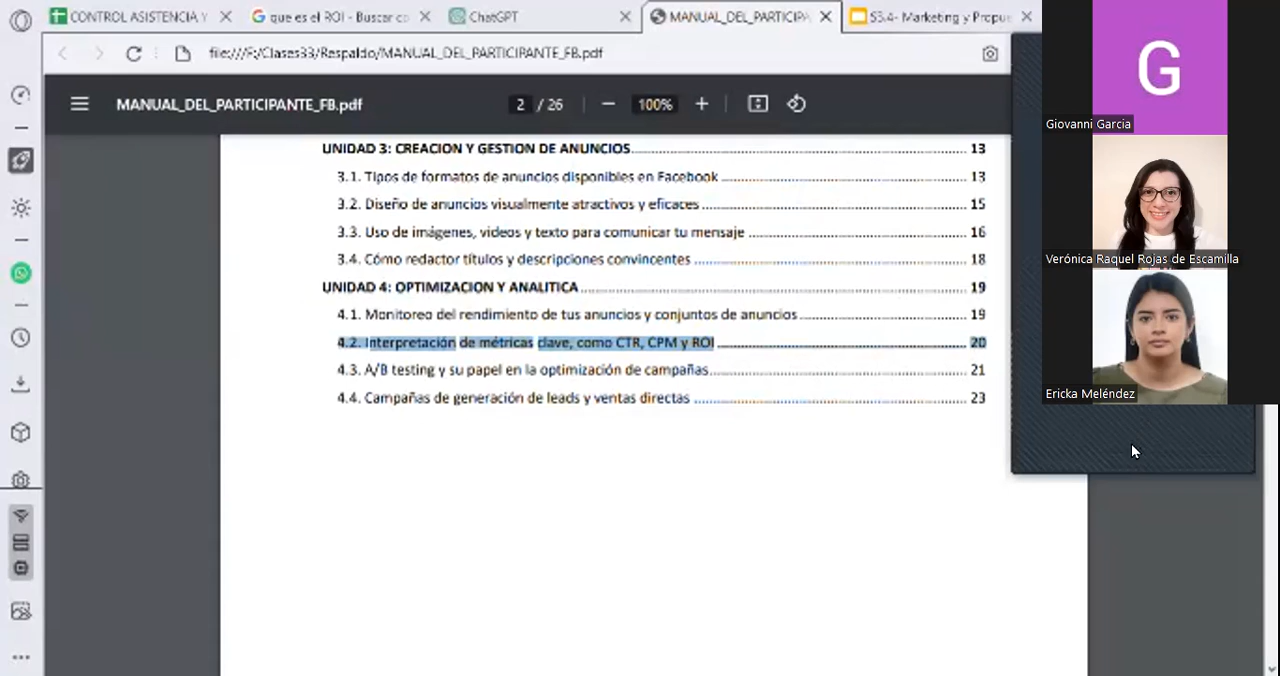 CONTROL ASISTENCIA Y
que es el ROI - Buscar co
ChatGPT
MANUAL_DEL_PARTICIPA
S3.4- Marketing y Propue
file:///F:/Clases33/Respaldo/MANUAL_DEL_PARTICIPANTE_FB.pdf
MANUAL_DEL_PARTICIPANTE_FB.pdf
2 / 26
100%
UNIDAD 3: CREACION Y GESTION DE ANUNCIOS 13
3.1. Tipos de formatos de anuncios disponibles en Facebook 13
3.2. Diseño de anuncios visualmente atractivos y eficaces 15
3.3. Uso de imágenes, videos y texto para comunicar tu mensaje 16
3.4. Cómo redactor títulos y descripciones convincentes 18
UNIDAD 4: OPTIMIZACION Y ANALITICA 19
4.1. Monitoreo del rendimiento de tus anuncios y conjuntos de anuncios 19
4.2. Interpretación de métricas clave, como CTR, CPM y ROI 20
4.3. A/B testing y su papel en la optimización de campañas 21
4.4. Campañas de generación de leads y ventas directas 23
G
Giovanni Garcia
Verónica Raquel Rojas de Escamilla
Ericka Meléndez